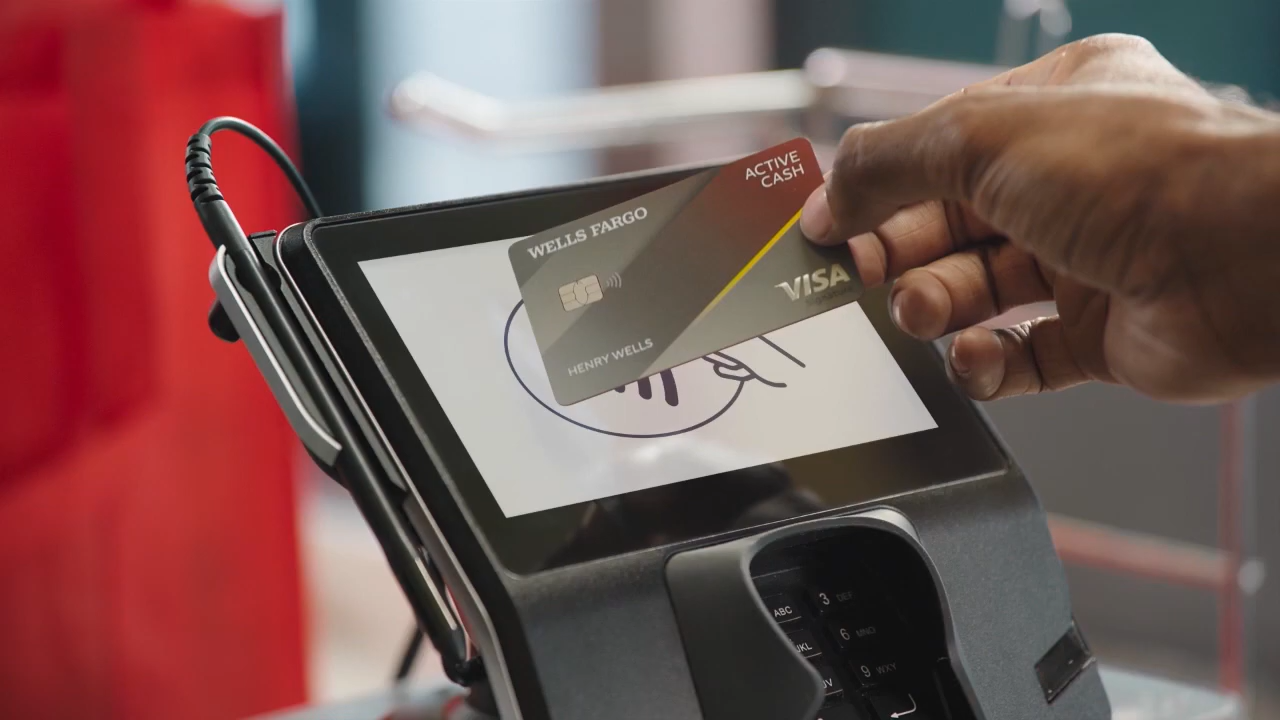 ACTIVE
CASH
WELLS FARGO
VISA
HENRY WELLS
ABC
3 DEF
6 MNO
9 WXY